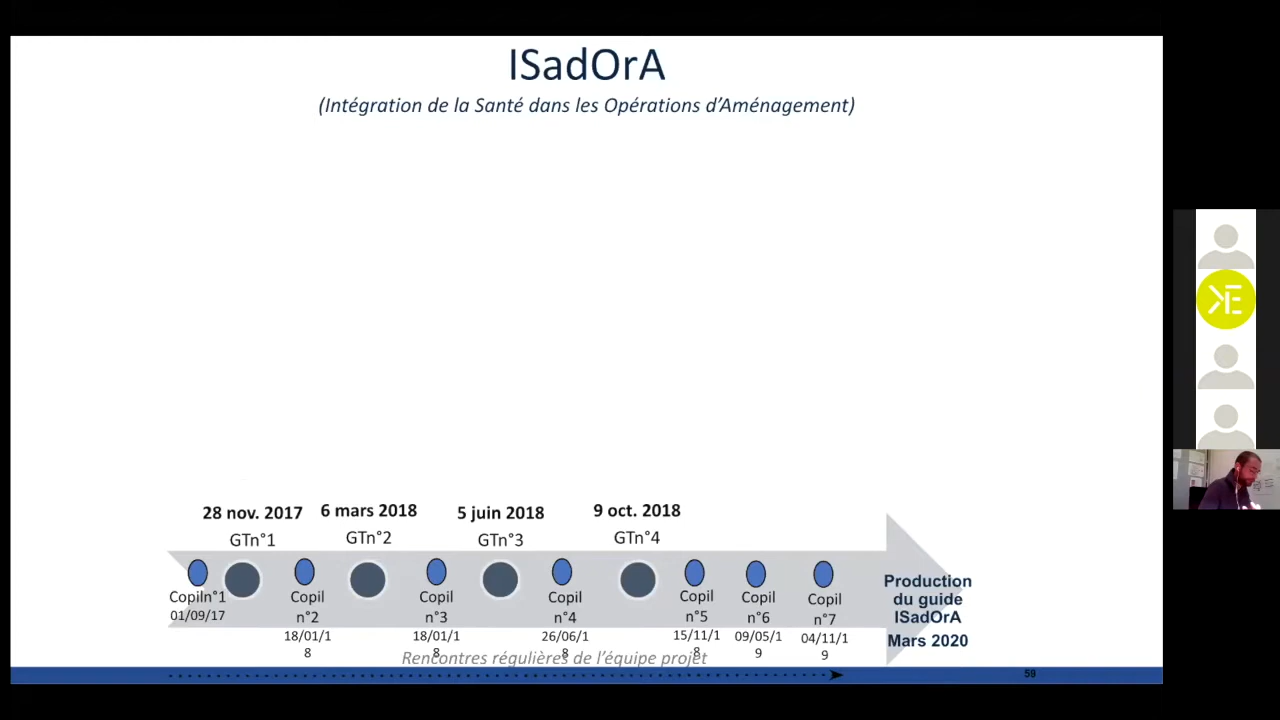 ISadOrA
(Intégration de la Santé dans les Opérations d’Aménagement)
28 nov. 2017
6 mars 2018
5 juin 2018
9 oct. 2018
GTn°1
GTn°2
GTn°3
GTn°4
Copiln°1
01/09/17
Copil
n°2
18/01/1
8
Copil
n°3
18/01/1
8
Copil
n°4
26/06/1
8
Copil
n°5
15/11/1
8
Copil
n°6
09/05/1
9
Copil
n°7
04/11/1
9
Production
du guide
ISadOrA
Mars 2020
Rencontres régulières de l’équipe projet
59
KE